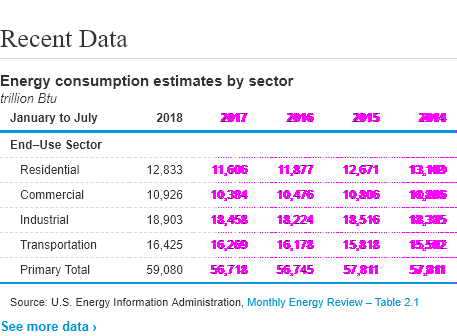 Recent Data
Energy consumption estimates by sector
trillion Btu
January to July 2018 2017 2016 2015 2014
End–Use Sector
Residential 12,833 11,606 11,877 12,671
Commercial 10,926 10,384 10,476 10,806
Industrial 18,903 18,458 18,224 18,516
Transportation 16,425 16,269 16,178 15,818
Primary Total 59,080 56,718 56,745 57,811
Source: U.S. Energy Information Administration, Monthly Energy Review – Table 2.1
See more data ›